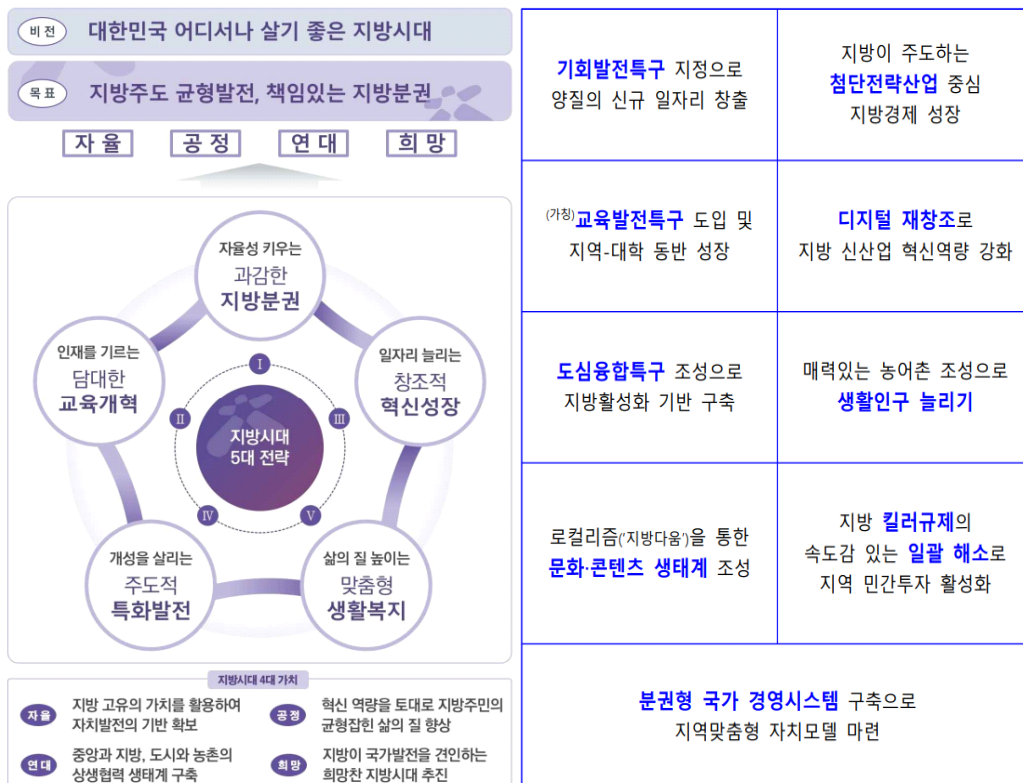 비전 대한민국 어디서나 살기 좋은 지방시대
목표 지방주도 균형발전, 책임있는 지방분권
자율 공정 연대 희망
자율성 키우는
과감한
지방분권
인재를 기르는
담대한
교육개혁
일자리 늘리는
창조적
혁신성장
개성을 살리는
주도적
특화발전
삶의 질 높이는
맞춤형
생활복지
I
II
III
IV
V
지방시대
5대 전략
지방시대 4대 가치
자율 지방 고유의 가치를 활용하여
자치발전의 기반 확보
공정 혁신 역량을 토대로 지방주민의
균형잡힌 삶의 질 향상
연대 중앙과 지방, 도시와 농촌의
상생협력 생태계 구축
희망 지방이 국가발전을 견인하는
희망찬 지방시대 추진
기회발전특구 지정으로
양질의 신규 일자리 창출
지방이 주도하는
첨단전략산업 중심
지방경제 성장
(가칭)교육발전특구 도입 및
지역-대학 동반 성장
디지털 재창조로
지방 신산업 혁신역량 강화
도심융합특구 조성으로
지방활성화 기반 구축
매력있는 농어촌 조성으로
생활인구 늘리기
로컬리즘('지방다움')을 통한
문화·콘텐츠 생태계 조성
지방 킬러규제의
속도감 있는 일괄 해소로
지역 민간투자 활성화
분권형 국가 경영시스템 구축으로
지역맞춤형 자치모델 마련